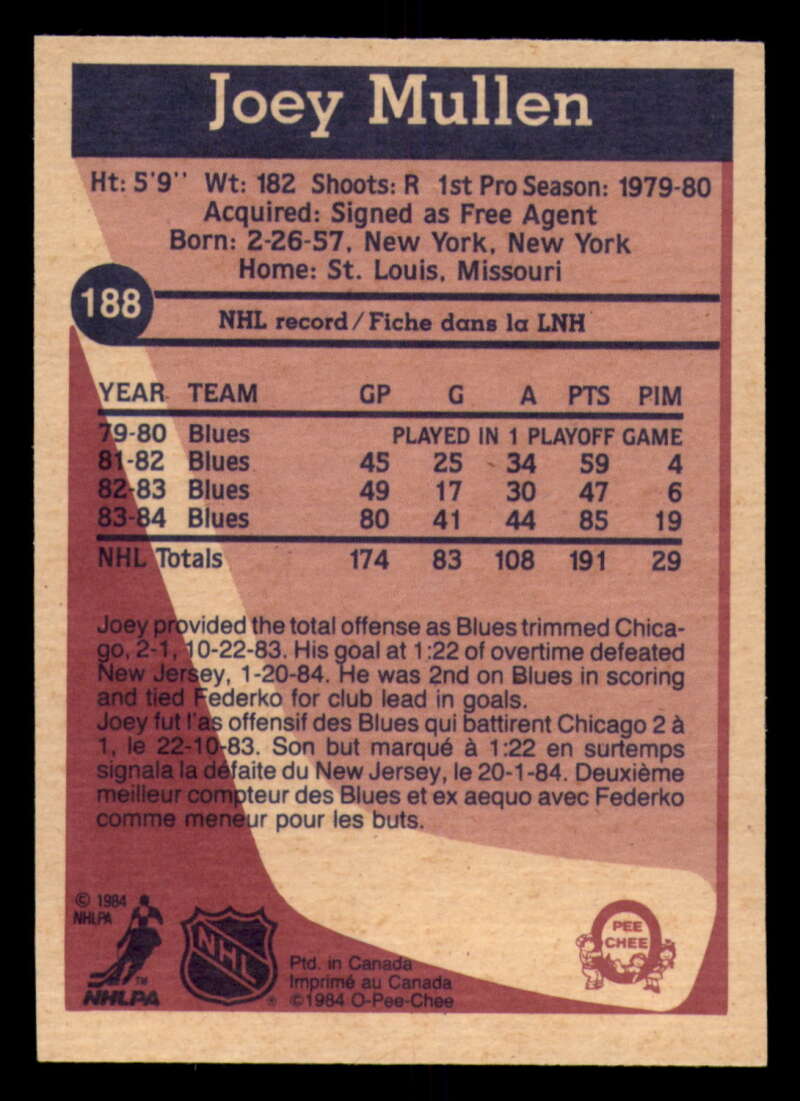 Joey Mullen
Ht: 5'9" Wt: 182 Shoots: R 1st Pro Season: 1979-80
Acquired: Signed as Free Agent
Born: 2-26-57, New York, New York
Home: St. Louis, Missouri
188
NHL record/Fiche dans la LNH
YEAR TEAM GP G A PTS PIM
79-80 Blues PLAYED IN 1 PLAYOFF GAME
81-82 Blues 45 25 34 59 4
82-83 Blues 49 17 30 47 6
83-84 Blues 80 41 44 85 19
NHL Totals 174 83 108 191 29
Joey provided the total offense as Blues trimmed Chica-
go, 2-1, 10-22-83. His goal at 1:22 of overtime defeated
New Jersey, 1-20-84. He was 2nd on Blues in scoring
and tied Federko for club lead in goals.
Joey fut l'as offensif des Blues qui battirent Chicago 2 à
1, le 22-10-83. Son but marqué à 1:22 en surtemps
signala la défaite du New Jersey, le 20-1-84. Deuxième
meilleur compteur des Blues et ex aequo avec Federko
comme meneur pour les buts.
© 1984
NHLPA
™
NHLPA
NHL
®
Ptd. in Canada
Imprimé au Canada
©1984 O-Pee-Chee
PEE
CHEE